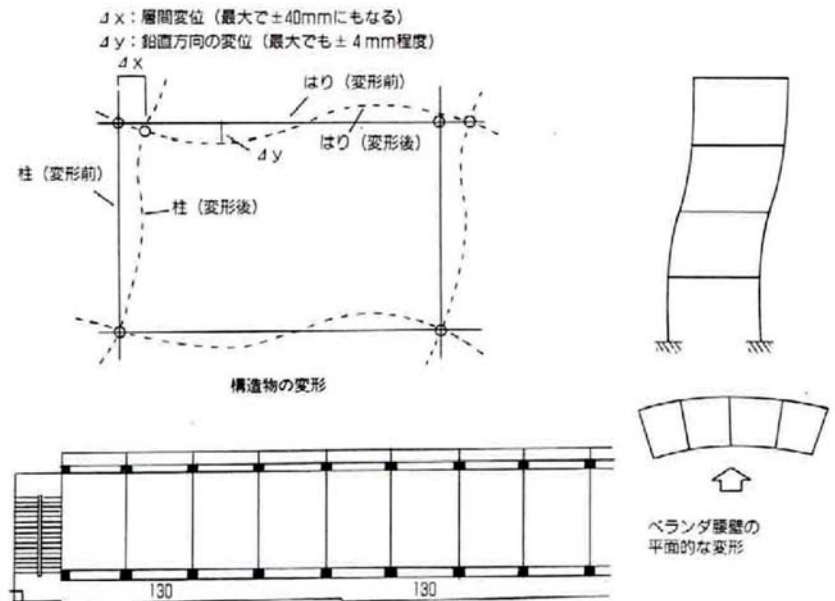 Δx：層間変位（最大で±40mmにもなる）
Δy：鉛直方向の変位（最大でも±4mm程度）
Δx
はり（変形前）
はり（変形後）
Δy
柱（変形前）
柱（変形後）
構造物の変形
ベランダ腰壁の
平面的な変形
130
130